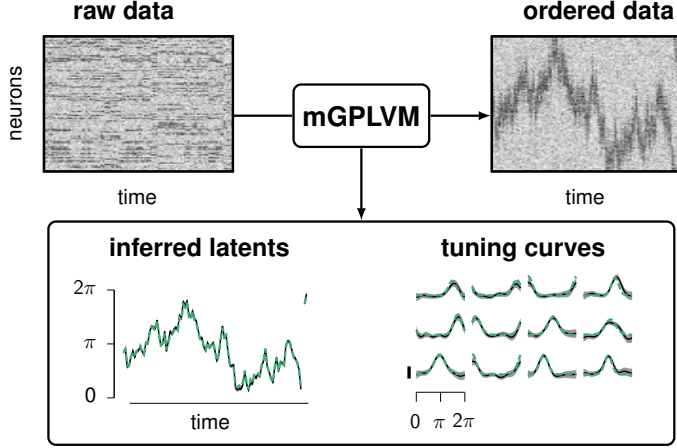 raw data
ordered data
neurons
mGPLVM
time
time
inferred latents
tuning curves
2π
π
0
time
0 π 2π